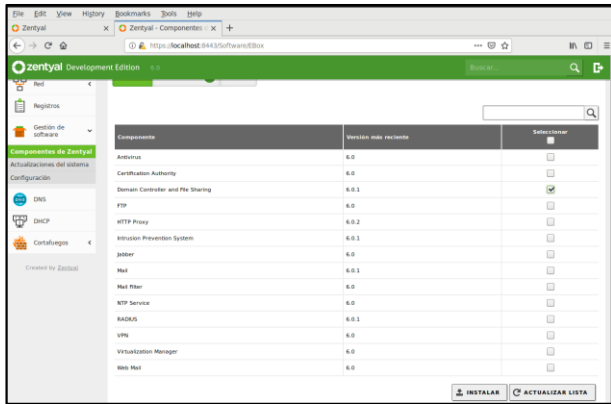 File Edit View History Bookmarks Tools Help
Zentyal × Zentyal - Componentes d × +
https://localhost:8443/Software/EBox
zentyal Development Edition 6.0 Buscar...
Red
Registros
Gestión de software
Componentes de Zentyal
Actualizaciones del sistema
Configuración
DNS
DHCP
Cortafuegos
Created by Zentyal
Componente Versión más reciente Seleccionar
Antivirus 6.0
Certification Authority 6.0
Domain Controller and File Sharing 6.0.1
FTP 6.0
HTTP Proxy 6.0.2
Intrusion Prevention System 6.0.1
Jabber 6.0
Mail 6.0.1
Mail Filter 6.0
NTP Service 6.0
RADIUS 6.0.1
VPN 6.0
Virtualization Manager 6.0
Web Mail 6.0
INSTALAR ACTUALIZAR LISTA